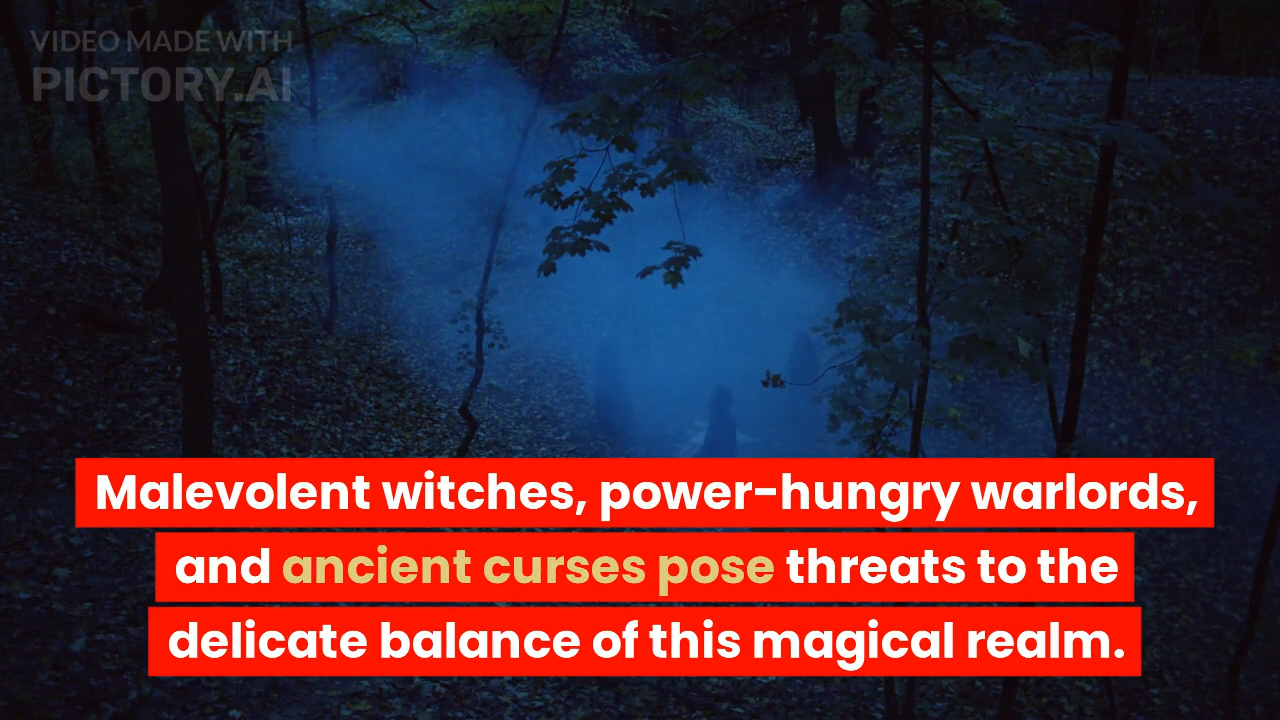 VIDEO MADE WITH
PICTORY.AI
Malevolent witches, power-hungry warlords,
and ancient curses pose threats to the
delicate balance of this magical realm.